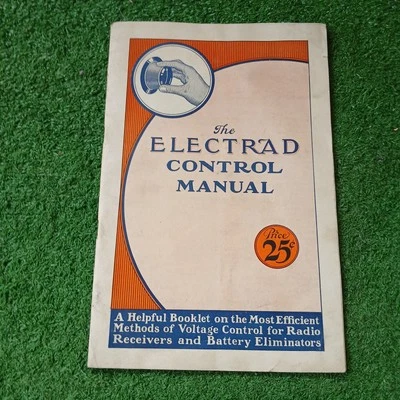 The
ELECTRAD
CONTROL
MANUAL
Price
25¢
A Helpful Booklet on the Most Efficient
Methods of Voltage Control for Radio
Receivers and Battery Eliminators